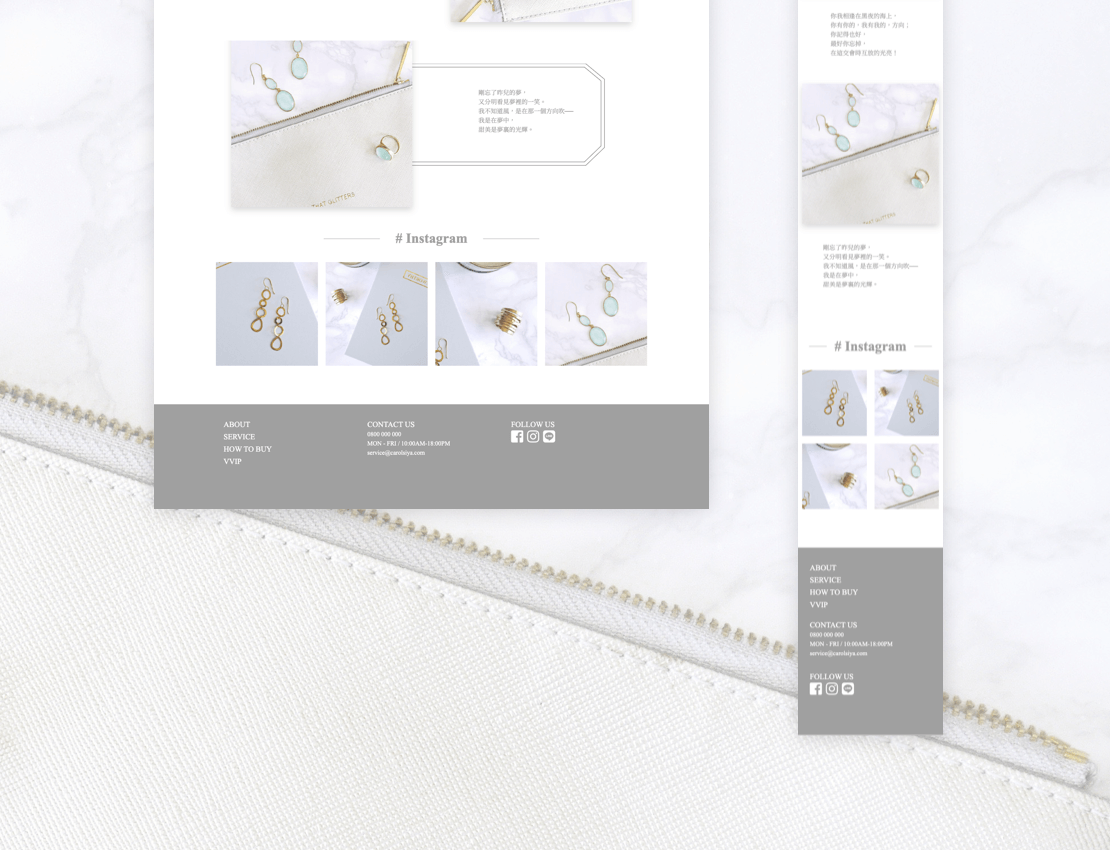 剛忘了昨兒的夢，
又分明看見夢裡的一笑。
我不知道風，是在那一個方向吹──
我是在夢中，
甜美是夢裏的光輝。
THAT GLITTERS
# Instagram
ABOUT
SERVICE
HOW TO BUY
VVIP
CONTACT US
0800 000 000
MON - FRI / 10:00AM-18:00PM
service@carolsiya.com
FOLLOW US
你我相逢在黑夜的海上，
你有你的，我有我的，方向；
你記得也好，
最好你忘掉，
在這交會時互放的光亮！
THAT GLITTERS
剛忘了昨兒的夢，
又分明看見夢裡的一笑。
我不知道風，是在那一個方向吹──
我是在夢中，
甜美是夢裏的光輝。
# Instagram
ABOUT
SERVICE
HOW TO BUY
VVIP
CONTACT US
0800 000 000
MON - FRI / 10:00AM-18:00PM
service@carolsiya.com
FOLLOW US